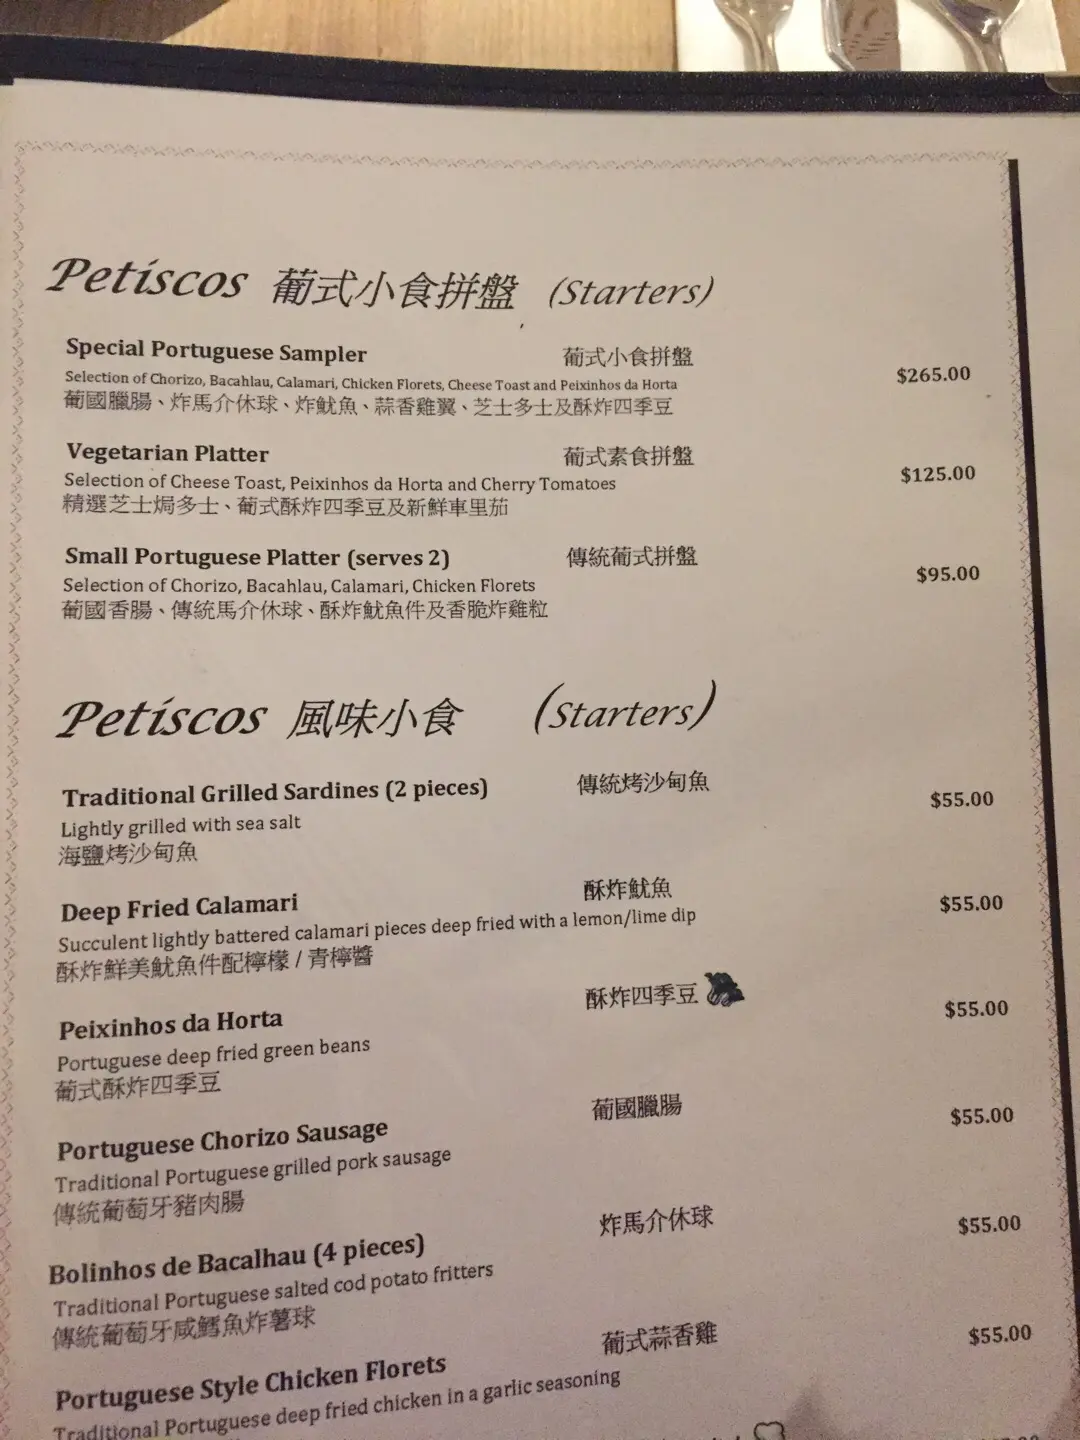 Petiscos 葡式小食拼盤 (Starters)
Special Portuguese Sampler 葡式小食拼盤
Selection of Chorizo, Bacahlau, Calamari, Chicken Florets, Cheese Toast and Peixinhos da Horta $265.00
葡國臘腸、炸馬介休球、炸魷魚、蒜香雞翼、芝士多士及酥炸四季豆
Vegetarian Platter 葡式素食拼盤
Selection of Cheese Toast, Peixinhos da Horta and Cherry Tomatoes $125.00
精選芝士焗多士、葡式酥炸四季豆及新鮮車里茄
Small Portuguese Platter (serves 2) 傳統葡式拼盤
Selection of Chorizo, Bacahlau, Calamari, Chicken Florets $95.00
葡國香腸、傳統馬介休球、酥炸魷魚件及香脆炸雞粒
Petiscos 風味小食 (Starters)
Traditional Grilled Sardines (2 pieces) 傳統烤沙甸魚 $55.00
Lightly grilled with sea salt
海鹽烤沙甸魚
Deep Fried Calamari 酥炸魷魚 $55.00
Succulent lightly battered calamari pieces deep fried with a lemon/lime dip
酥炸鮮美魷魚件配檸檬 / 青檸醬
Peixinhos da Horta 酥炸四季豆 $55.00
Portuguese deep fried green beans
葡式酥炸四季豆
Portuguese Chorizo Sausage 葡國臘腸 $55.00
Traditional Portuguese grilled pork sausage
傳統葡萄牙豬肉腸
Bolinhos de Bacalhau (4 pieces) 炸馬介休球 $55.00
Traditional Portuguese salted cod potato fritters
傳統葡萄牙咸鱈魚炸薯球
Portuguese Style Chicken Florets 葡式蒜香雞 $55.00
Traditional Portuguese deep fried chicken in a garlic seasoning